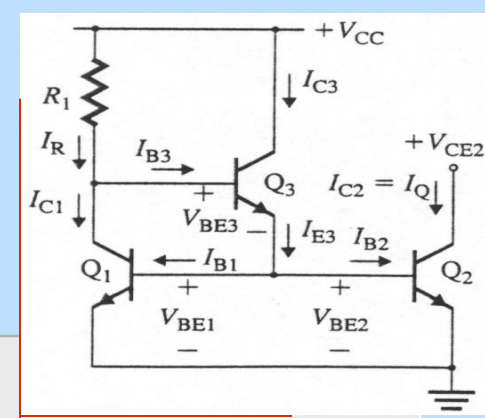 +V_CC
I_C3
R_1
I_R
I_B3
+V_CE2
Q_3
I_C2 = I_Q
I_C1
+
V_BE3
−
I_E3
I_B2
Q_1
I_B1
Q_2
+ +
V_BE1 V_BE2
− −